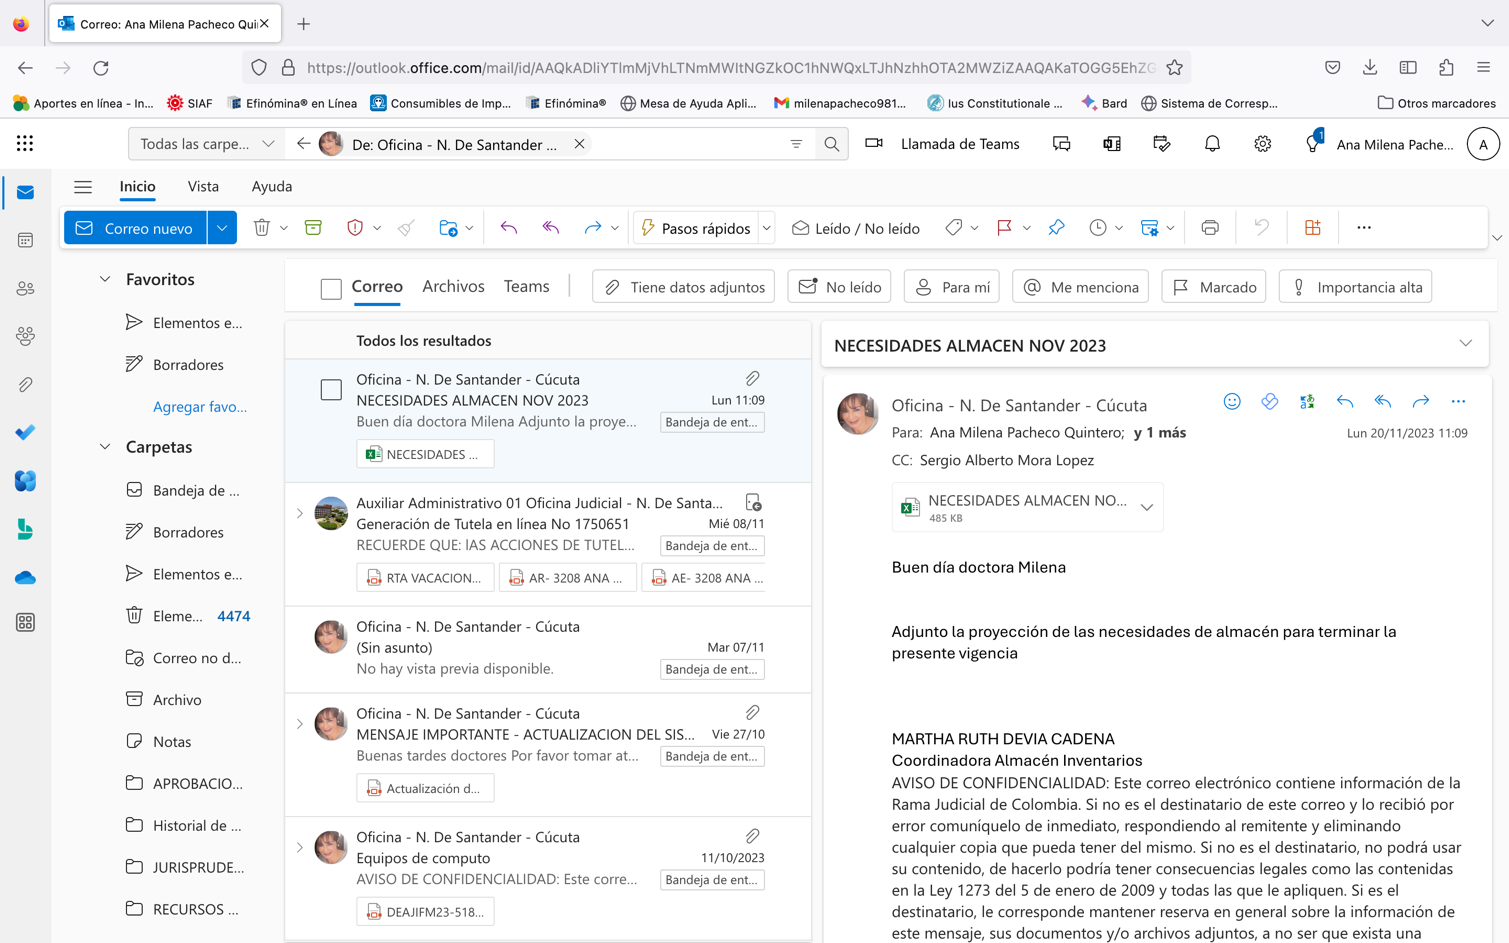 Correo: Ana Milena Pacheco Qui
https://outlook.office.com/mail/id/AAQkADliYTlmMjVhLTNmMWItNGZkOC1hNWQxLTJhNzhhOTA2MWZiZAAQAKaTOGG5EhZG
Aportes en línea - In... SIAF Efinómina® en Línea Consumibles de Imp... Efinómina® Mesa de Ayuda Apli... milenapacheco981... Ius Constitutionale ... Bard Sistema de Corresp... Otros marcadores
Todas las carpe... De: Oficina - N. De Santander ... Llamada de Teams 1 Ana Milena Pache... A
Inicio Vista Ayuda
Correo nuevo Pasos rápidos Leído / No leído
Favoritos
Elementos e...
Borradores
Agregar favo...
Carpetas
Bandeja de ...
Borradores
Elementos e...
Eleme... 4474
Correo no d...
Archivo
Notas
APROBACIO...
Historial de ...
JURISPRUDE...
RECURSOS ...
Correo Archivos Teams Tiene datos adjuntos No leído Para mí Me menciona Marcado Importancia alta
Todos los resultados
Oficina - N. De Santander - Cúcuta
NECESIDADES ALMACEN NOV 2023 Lun 11:09
Buen día doctora Milena Adjunto la proye... Bandeja de ent...
NECESIDADES ...
Auxiliar Administrativo 01 Oficina Judicial - N. De Santa...
Generación de Tutela en línea No 1750651 Mié 08/11
RECUERDE QUE: lAS ACCIONES DE TUTEL... Bandeja de ent...
RTA VACACION... AR- 3208 ANA ... AE- 3208 ANA ...
Oficina - N. De Santander - Cúcuta
(Sin asunto) Mar 07/11
No hay vista previa disponible. Bandeja de ent...
Oficina - N. De Santander - Cúcuta
MENSAJE IMPORTANTE - ACTUALIZACION DEL SIS... Vie 27/10
Buenas tardes doctores Por favor tomar at... Bandeja de ent...
Actualización d...
Oficina - N. De Santander - Cúcuta
Equipos de computo 11/10/2023
AVISO DE CONFIDENCIALIDAD: Este corre... Bandeja de ent...
DEAJIFM23-518...
NECESIDADES ALMACEN NOV 2023
Oficina - N. De Santander - Cúcuta
Para: Ana Milena Pacheco Quintero; y 1 más Lun 20/11/2023 11:09
CC: Sergio Alberto Mora Lopez
NECESIDADES ALMACEN NO...
485 KB
Buen día doctora Milena
Adjunto la proyección de las necesidades de almacén para terminar la
presente vigencia
MARTHA RUTH DEVIA CADENA
Coordinadora Almacén Inventarios
AVISO DE CONFIDENCIALIDAD: Este correo electrónico contiene información de la
Rama Judicial de Colombia. Si no es el destinatario de este correo y lo recibió por
error comuníquelo de inmediato, respondiendo al remitente y eliminando
cualquier copia que pueda tener del mismo. Si no es el destinatario, no podrá usar
su contenido, de hacerlo podría tener consecuencias legales como las contenidas
en la Ley 1273 del 5 de enero de 2009 y todas las que le apliquen. Si es el
destinatario, le corresponde mantener reserva en general sobre la información de
este mensaje, sus documentos y/o archivos adjuntos, a no ser que exista una